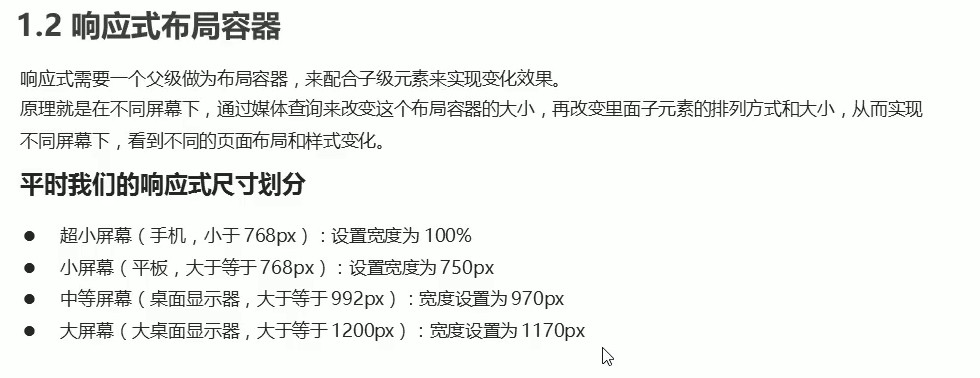 1.2 响应式布局容器
响应式需要一个父级做为布局容器，来配合子级元素来实现变化效果。
原理就是在不同屏幕下，通过媒体查询来改变这个布局容器的大小，再改变里面子元素的排列方式和大小，从而实现
不同屏幕下，看到不同的页面布局和样式变化。
平时我们的响应式尺寸划分
● 超小屏幕（手机，小于 768px）：设置宽度为 100%
● 小屏幕（平板，大于等于 768px）：设置宽度为 750px
● 中等屏幕（桌面显示器，大于等于 992px）：宽度设置为 970px
● 大屏幕（大桌面显示器，大于等于 1200px）：宽度设置为 1170px